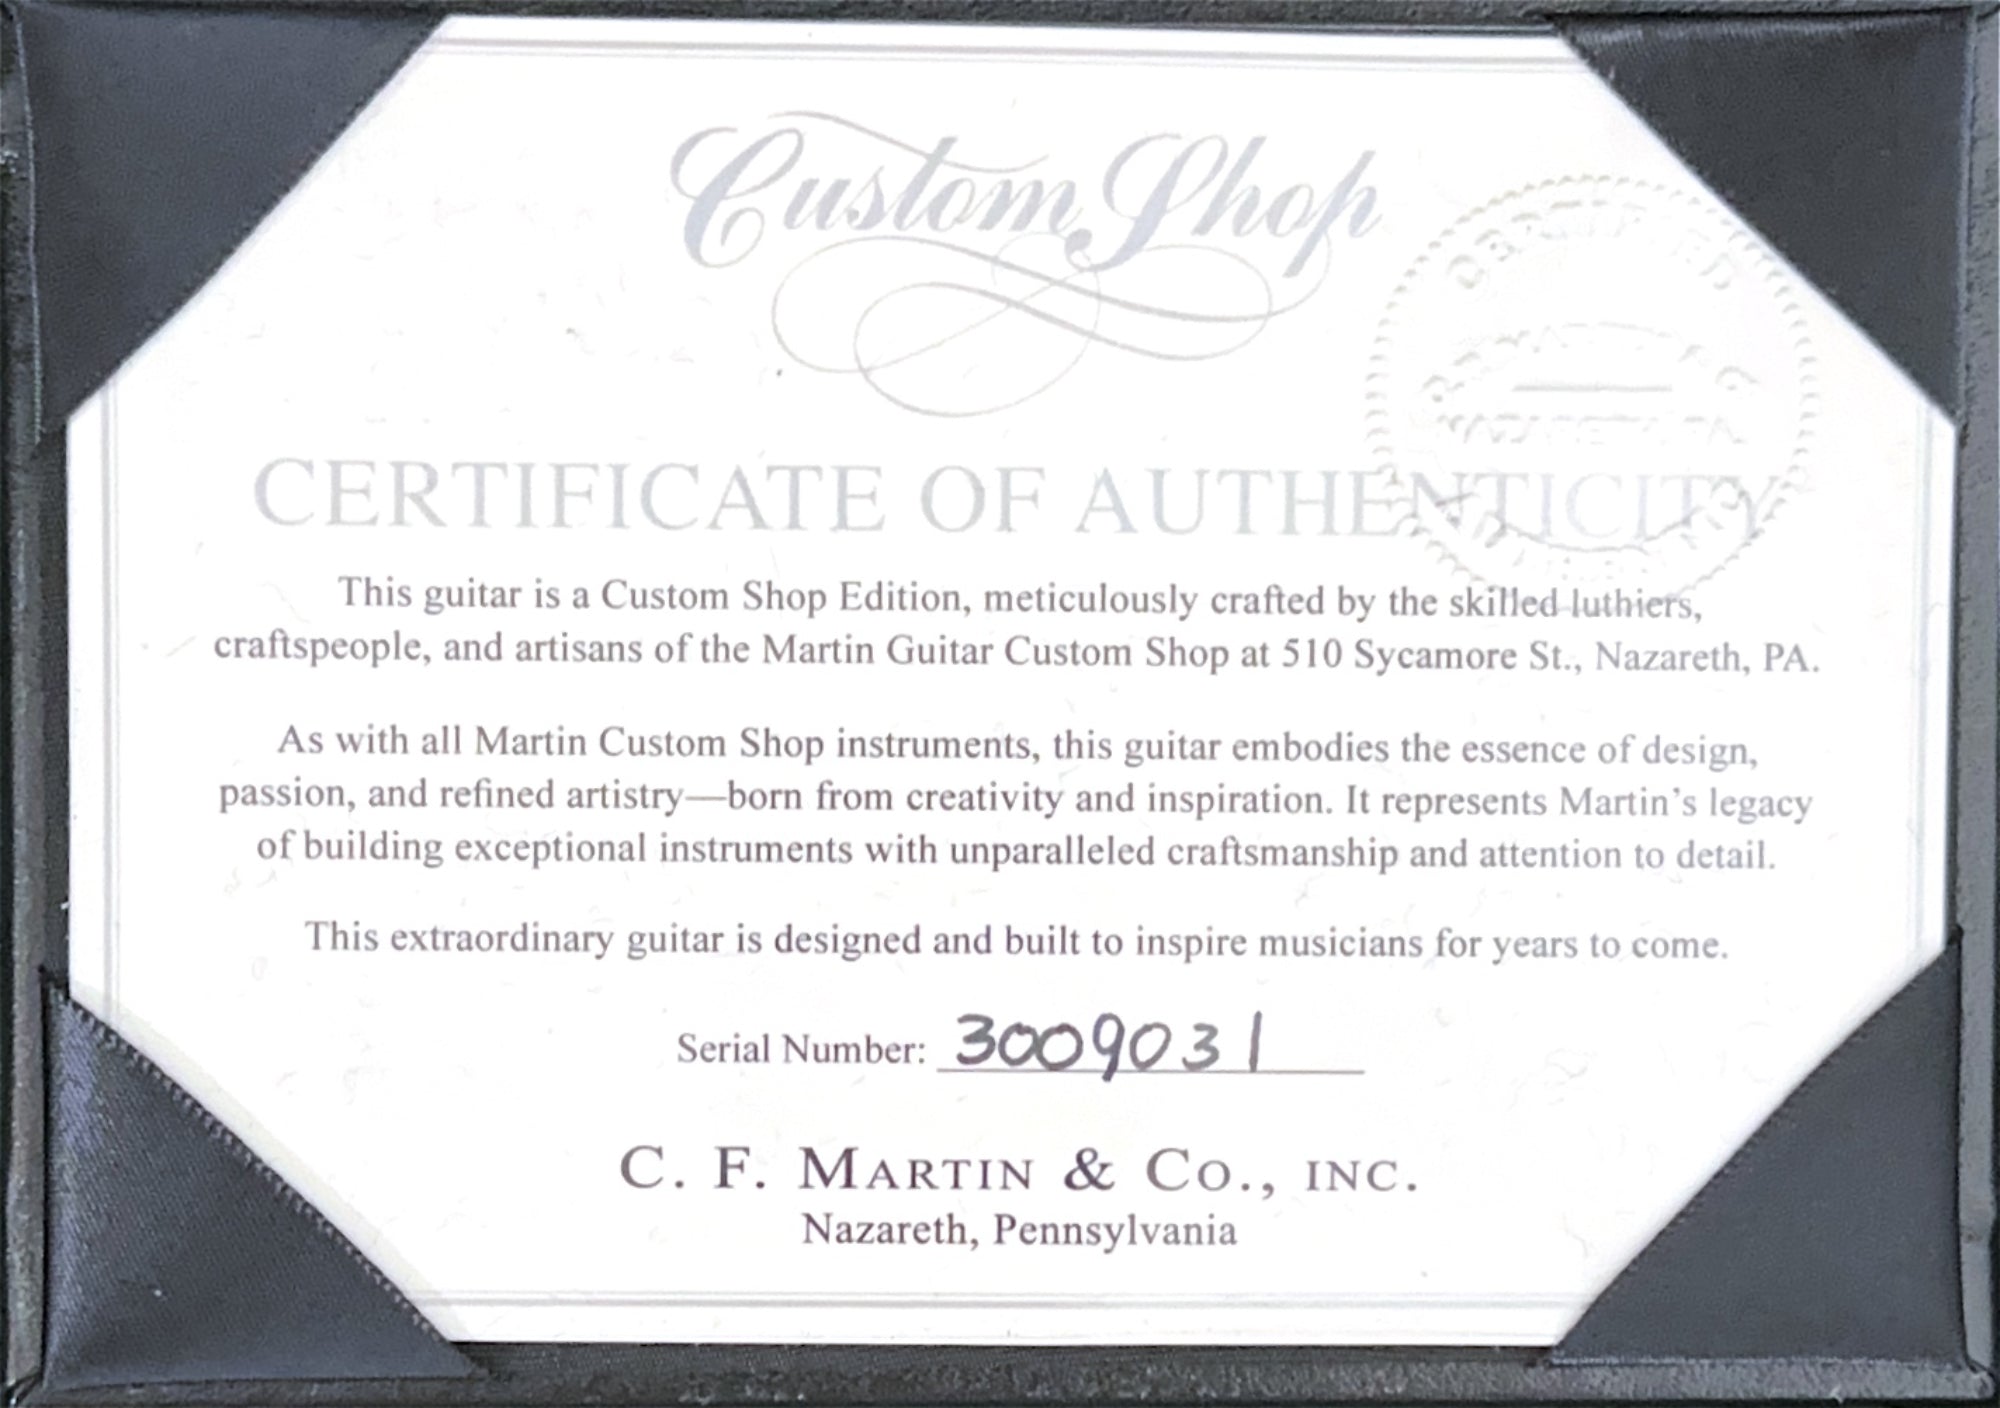 Custom Shop
CERTIFIED
NAZARETH, PA
CERTIFICATE OF AUTHENTICITY
This guitar is a Custom Shop Edition, meticulously crafted by the skilled luthiers,
craftspeople, and artisans of the Martin Guitar Custom Shop at 510 Sycamore St., Nazareth, PA.
As with all Martin Custom Shop instruments, this guitar embodies the essence of design,
passion, and refined artistry—born from creativity and inspiration. It represents Martin's legacy
of building exceptional instruments with unparalleled craftsmanship and attention to detail.
This extraordinary guitar is designed and built to inspire musicians for years to come.
Serial Number: 3009031
C. F. MARTIN & CO., INC.
Nazareth, Pennsylvania